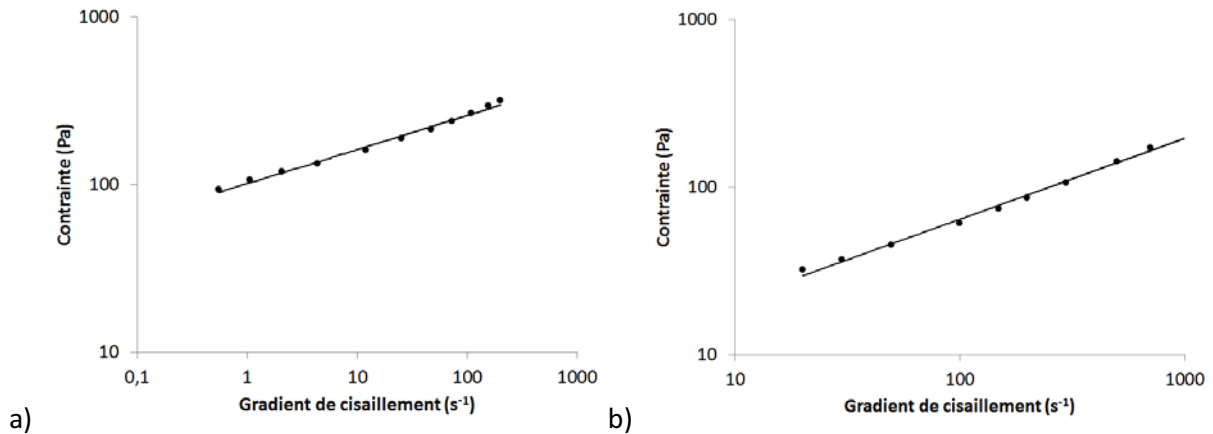 1000
100
10
Contrainte (Pa)
0,1 1 10 100 1000
Gradient de cisaillement (s⁻¹)
a)
1000
100
10
Contrainte (Pa)
10 100 1000
Gradient de cisaillement (s⁻¹)
b)